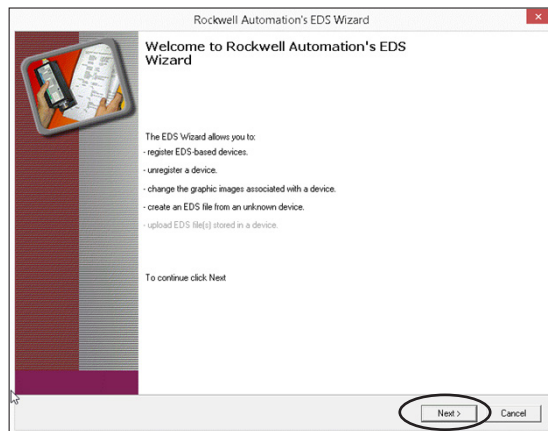 Rockwell Automation's EDS Wizard
Welcome to Rockwell Automation's EDS
Wizard
The EDS Wizard allows you to:
- register EDS-based devices.
- unregister a device.
- change the graphic images associated with a device.
- create an EDS file from an unknown device.
- upload EDS file(s) stored in a device.
To continue click Next
Next >
Cancel